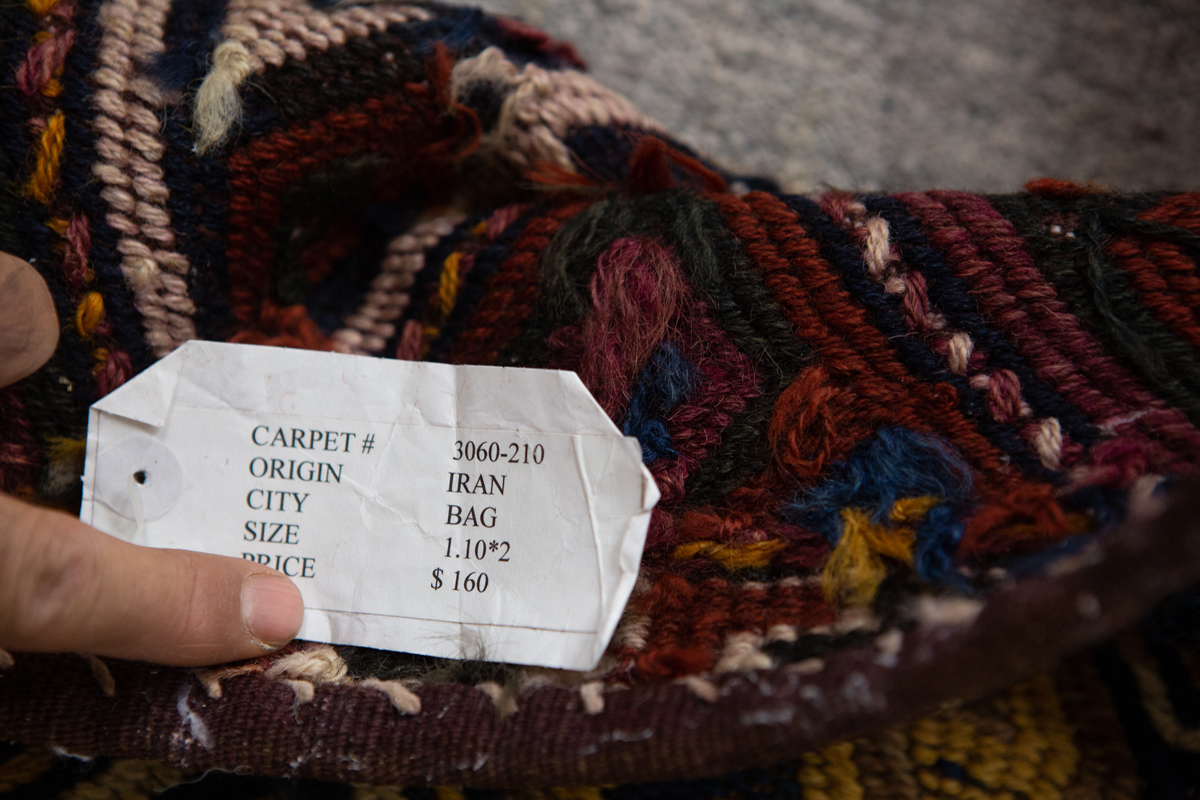 CARPET # 3060-210
ORIGIN IRAN
CITY BAG
SIZE 1.10*2
PRICE $ 160